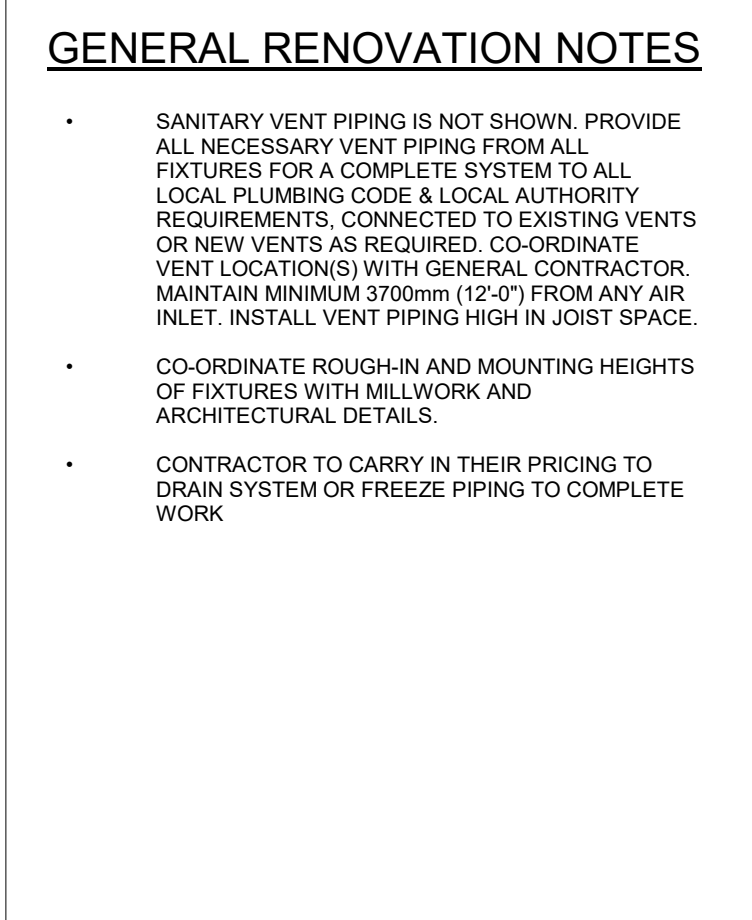 GENERAL RENOVATION NOTES
• SANITARY VENT PIPING IS NOT SHOWN. PROVIDE
ALL NECESSARY VENT PIPING FROM ALL
FIXTURES FOR A COMPLETE SYSTEM TO ALL
LOCAL PLUMBING CODE & LOCAL AUTHORITY
REQUIREMENTS, CONNECTED TO EXISTING VENTS
OR NEW VENTS AS REQUIRED. CO-ORDINATE
VENT LOCATION(S) WITH GENERAL CONTRACTOR.
MAINTAIN MINIMUM 3700mm (12'-0") FROM ANY AIR
INLET. INSTALL VENT PIPING HIGH IN JOIST SPACE.
• CO-ORDINATE ROUGH-IN AND MOUNTING HEIGHTS
OF FIXTURES WITH MILLWORK AND
ARCHITECTURAL DETAILS.
• CONTRACTOR TO CARRY IN THEIR PRICING TO
DRAIN SYSTEM OR FREEZE PIPING TO COMPLETE
WORK